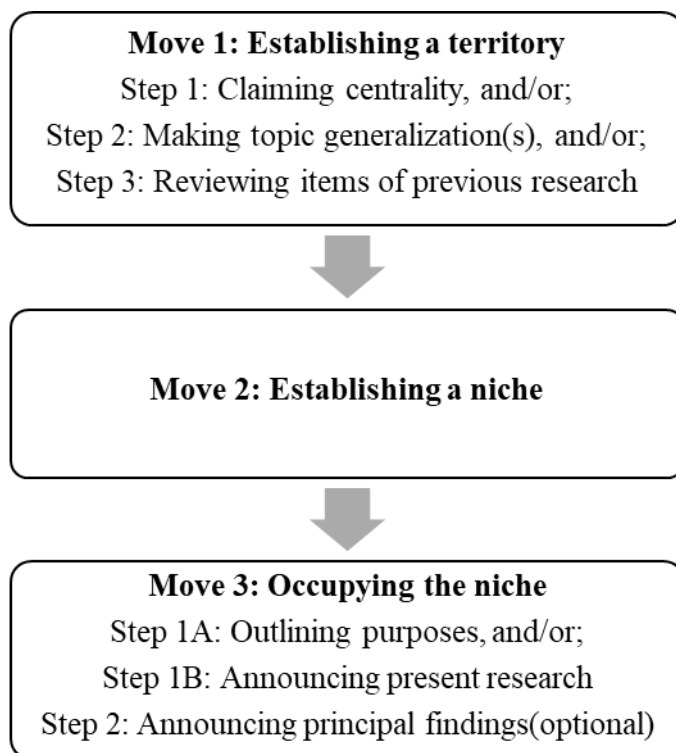 Move 1: Establishing a territory
Step 1: Claiming centrality, and/or;
Step 2: Making topic generalization(s), and/or;
Step 3: Reviewing items of previous research
Move 2: Establishing a niche
Move 3: Occupying the niche
Step 1A: Outlining purposes, and/or;
Step 1B: Announcing present research
Step 2: Announcing principal findings(optional)